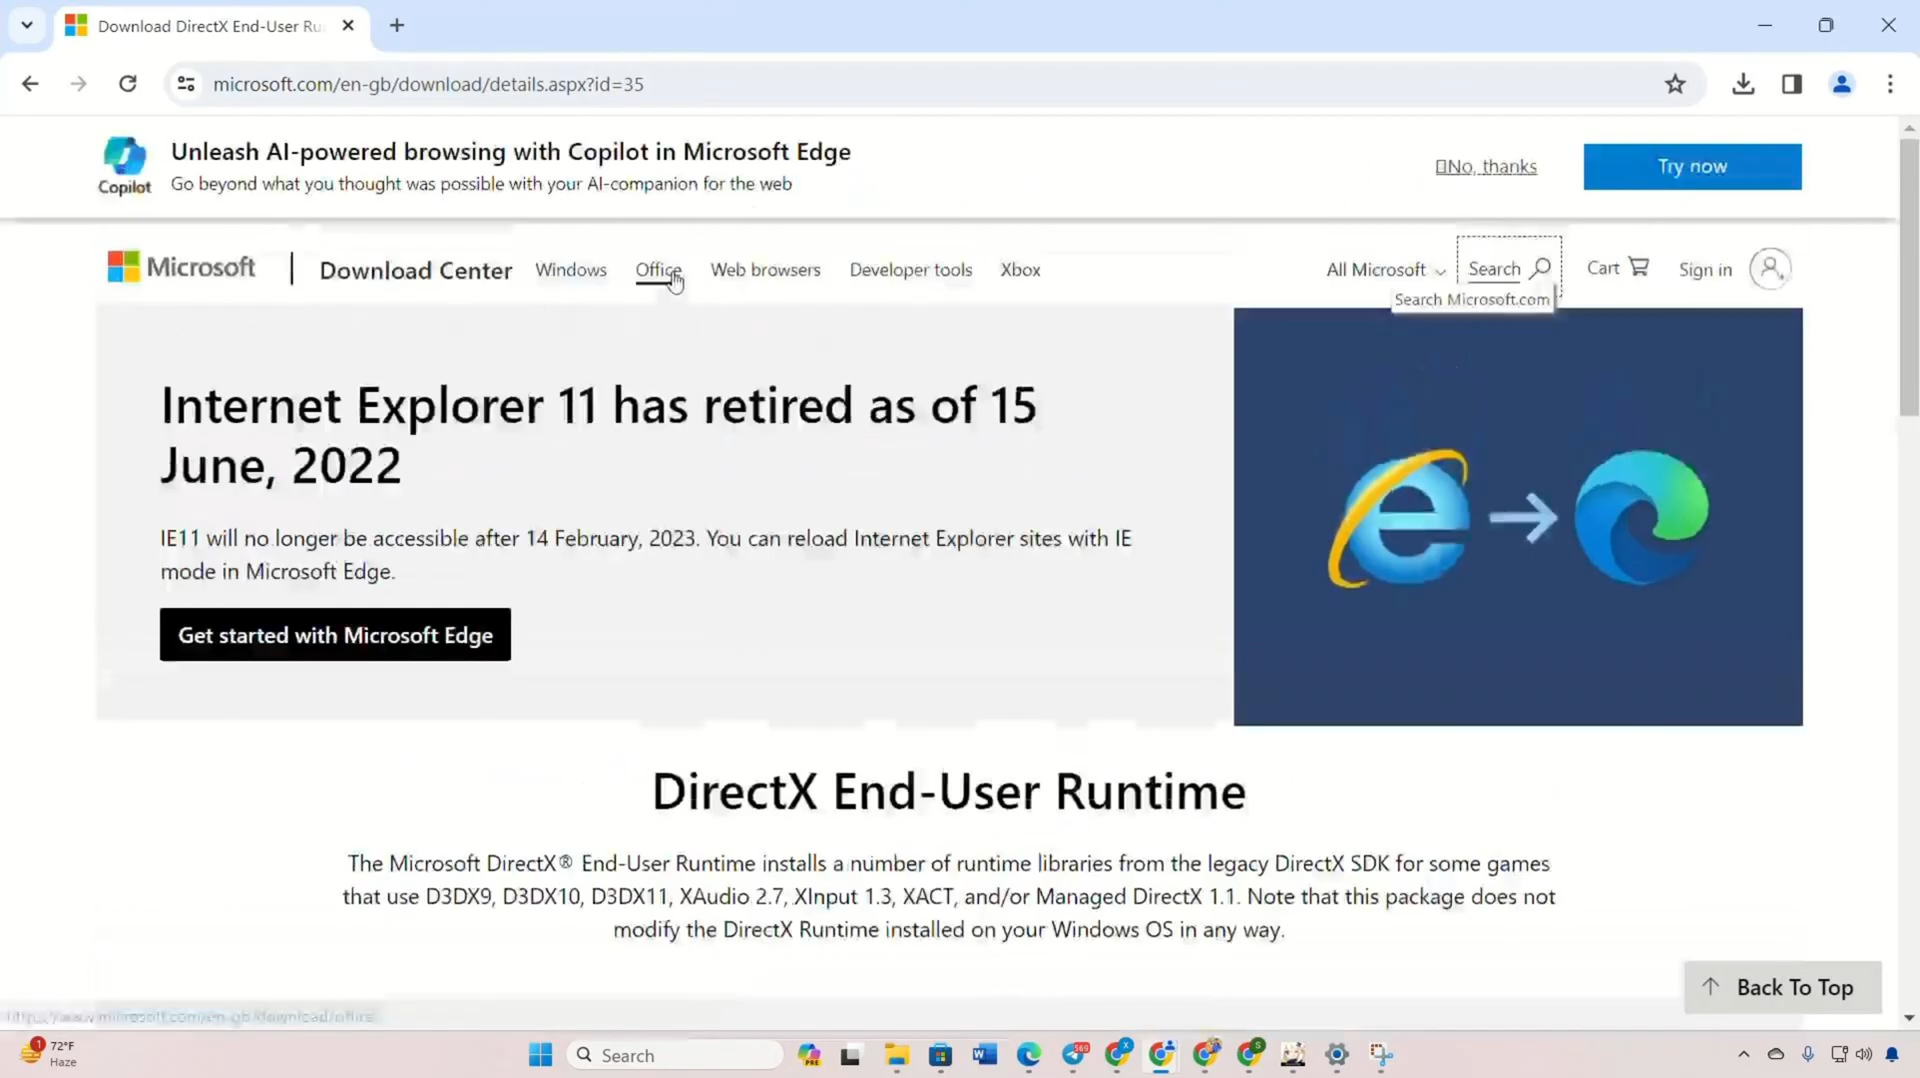 Download DirectX End-User Ru
microsoft.com/en-gb/download/details.aspx?id=35
Unleash AI-powered browsing with Copilot in Microsoft Edge
Go beyond what you thought was possible with your AI-companion for the web
Copilot
No, thanks
Try now
Microsoft
Download Center
Windows
Office
Web browsers
Developer tools
Xbox
All Microsoft
Search
Cart
Sign in
Search Microsoft.com
Internet Explorer 11 has retired as of 15
June, 2022
IE11 will no longer be accessible after 14 February, 2023. You can reload Internet Explorer sites with IE
mode in Microsoft Edge.
Get started with Microsoft Edge
DirectX End-User Runtime
The Microsoft DirectX® End-User Runtime installs a number of runtime libraries from the legacy DirectX SDK for some games
that use D3DX9, D3DX10, D3DX11, XAudio 2.7, XInput 1.3, XACT, and/or Managed DirectX 1.1. Note that this package does not
modify the DirectX Runtime installed on your Windows OS in any way.
Back To Top
1
72°F
Haze
Search
PRE
569
X
S